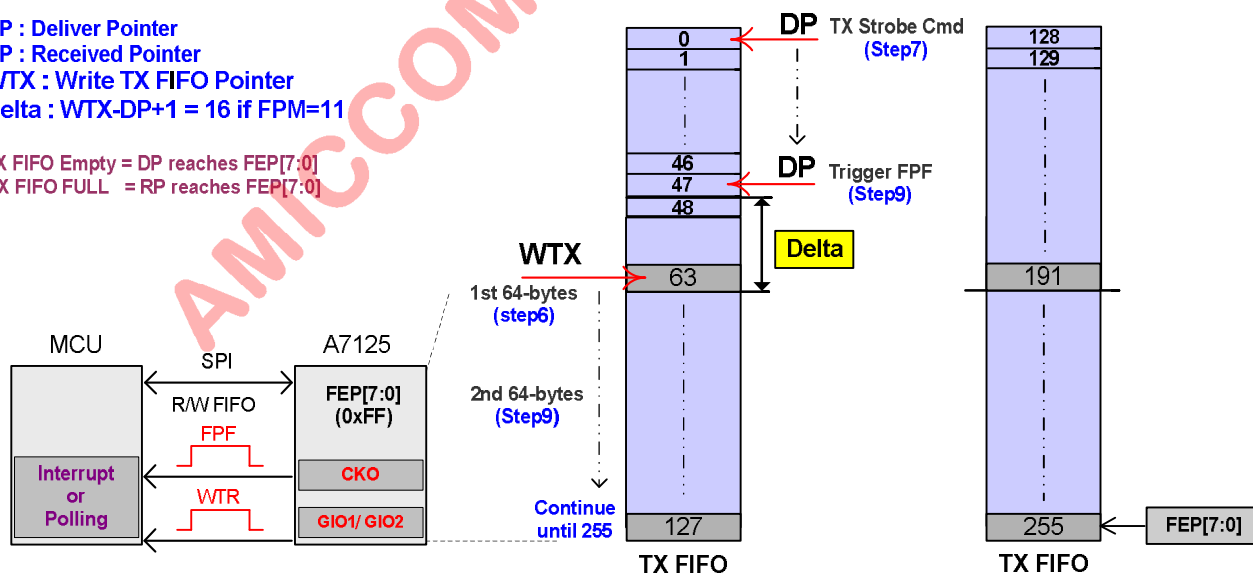 P : Deliver Pointer
P : Received Pointer
WTX : Write TX FIFO Pointer
elta : WTX-DP+1 = 16 if FPM=11
X FIFO Empty = DP reaches FEP[7:0]
X FIFO FULL = RP reaches FEP[7:0]
AMICCOM
0
1
46
47
48
63
127
TX FIFO
DP
TX Strobe Cmd
(Step7)
DP
Trigger FPF
(Step9)
Delta
WTX
1st 64-bytes
(step6)
2nd 64-bytes
(Step9)
Continue
until 255
128
129
191
255
TX FIFO
FEP[7:0]
MCU
SPI
A7125
R/W FIFO
FEP[7:0]
(0xFF)
FPF
CKO
Interrupt
or
Polling
WTR
GIO1/ GIO2